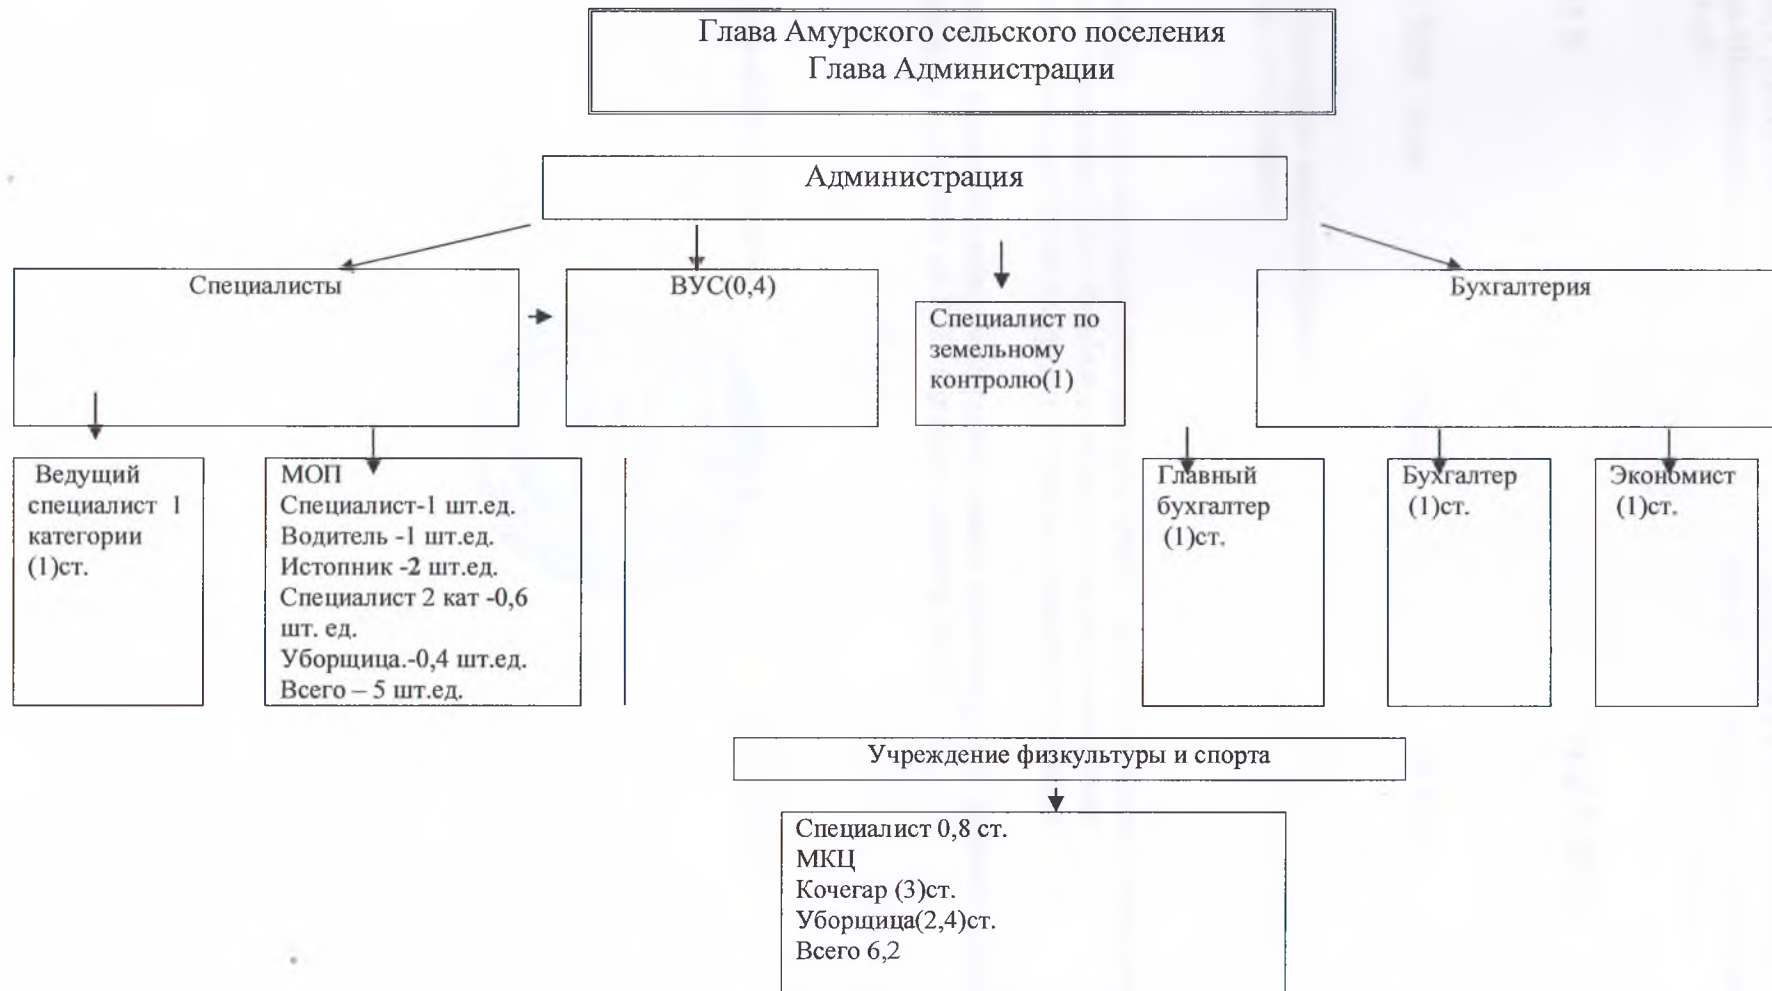 Глава Амурского сельского поселения
Глава Администрации
Администрация
Специалисты
ВУС(0,4)
Специалист по
земельному
контролю(1)
Бухгалтерия
Ведущий
специалист 1
категории
(1)ст.
МОП
Специалист-1 шт.ед.
Водитель -1 шт.ед.
Истопник -2 шт.ед.
Специалист 2 кат -0,6
шт. ед.
Уборщица.-0,4 шт.ед.
Всего – 5 шт.ед.
Главный
бухгалтер
(1)ст.
Бухгалтер
(1)ст.
Экономист
(1)ст.
Учреждение физкультуры и спорта
Специалист 0,8 ст.
МКЦ
Кочегар (3)ст.
Уборщица(2,4)ст.
Всего 6,2